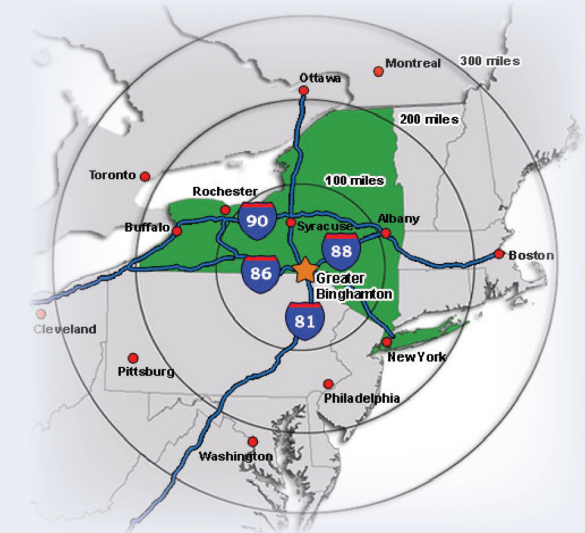 Montreal
300 miles
Ottawa
200 miles
Toronto
100 miles
Rochester
90
Syracuse
Albany
Buffalo
88
Boston
86
Greater
Binghamton
Cleveland
81
New York
Pittsburg
Philadelphia
Washington